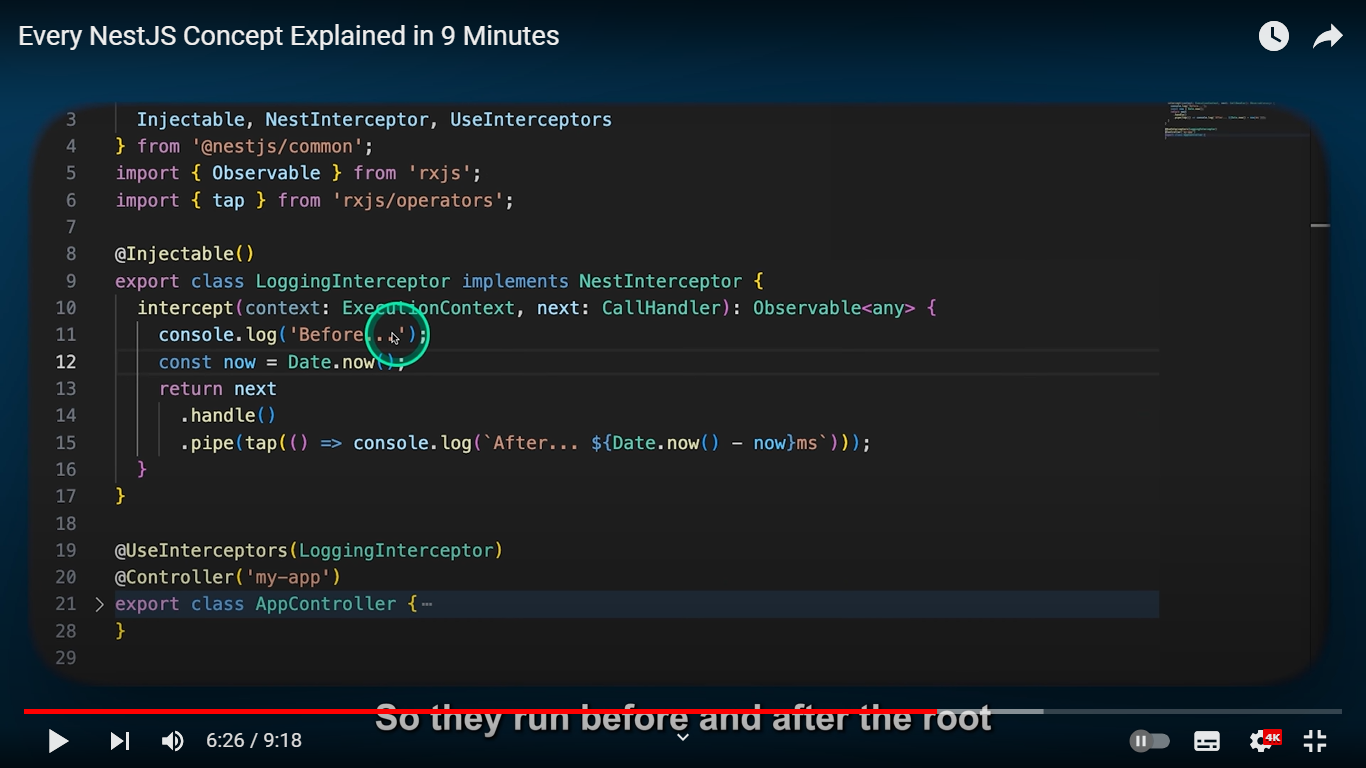 Every NestJS Concept Explained in 9 Minutes
3 Injectable, NestInterceptor, UseInterceptors
4 } from '@nestjs/common';
5 import { Observable } from 'rxjs';
6 import { tap } from 'rxjs/operators';
7
8 @Injectable()
9 export class LoggingInterceptor implements NestInterceptor {
10 intercept(context: ExecutionContext, next: CallHandler): Observable<any> {
11 console.log('Before...');
12 const now = Date.now();
13 return next
14 .handle()
15 .pipe(tap(() => console.log(`After... ${Date.now() - now}ms`)));
16 }
17 }
18
19 @UseInterceptors(LoggingInterceptor)
20 @Controller('my-app')
21 > export class AppController { ⋯
28 }
29
So they run before and after the root
6:26 / 9:18
4K